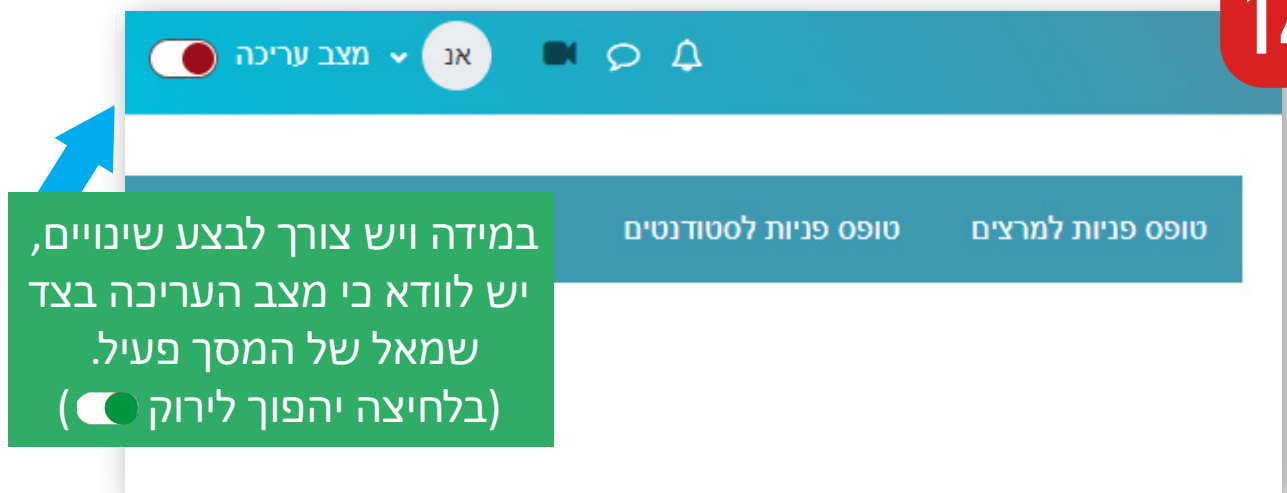 14
אנ מצב עריכה
טופס פניות למרצים טופס פניות לסטודנטים
במידה ויש צורך לבצע שינויים,
יש לוודא כי מצב העריכה בצד
שמאל של המסך פעיל.
(בלחיצה יהפוך לירוק )